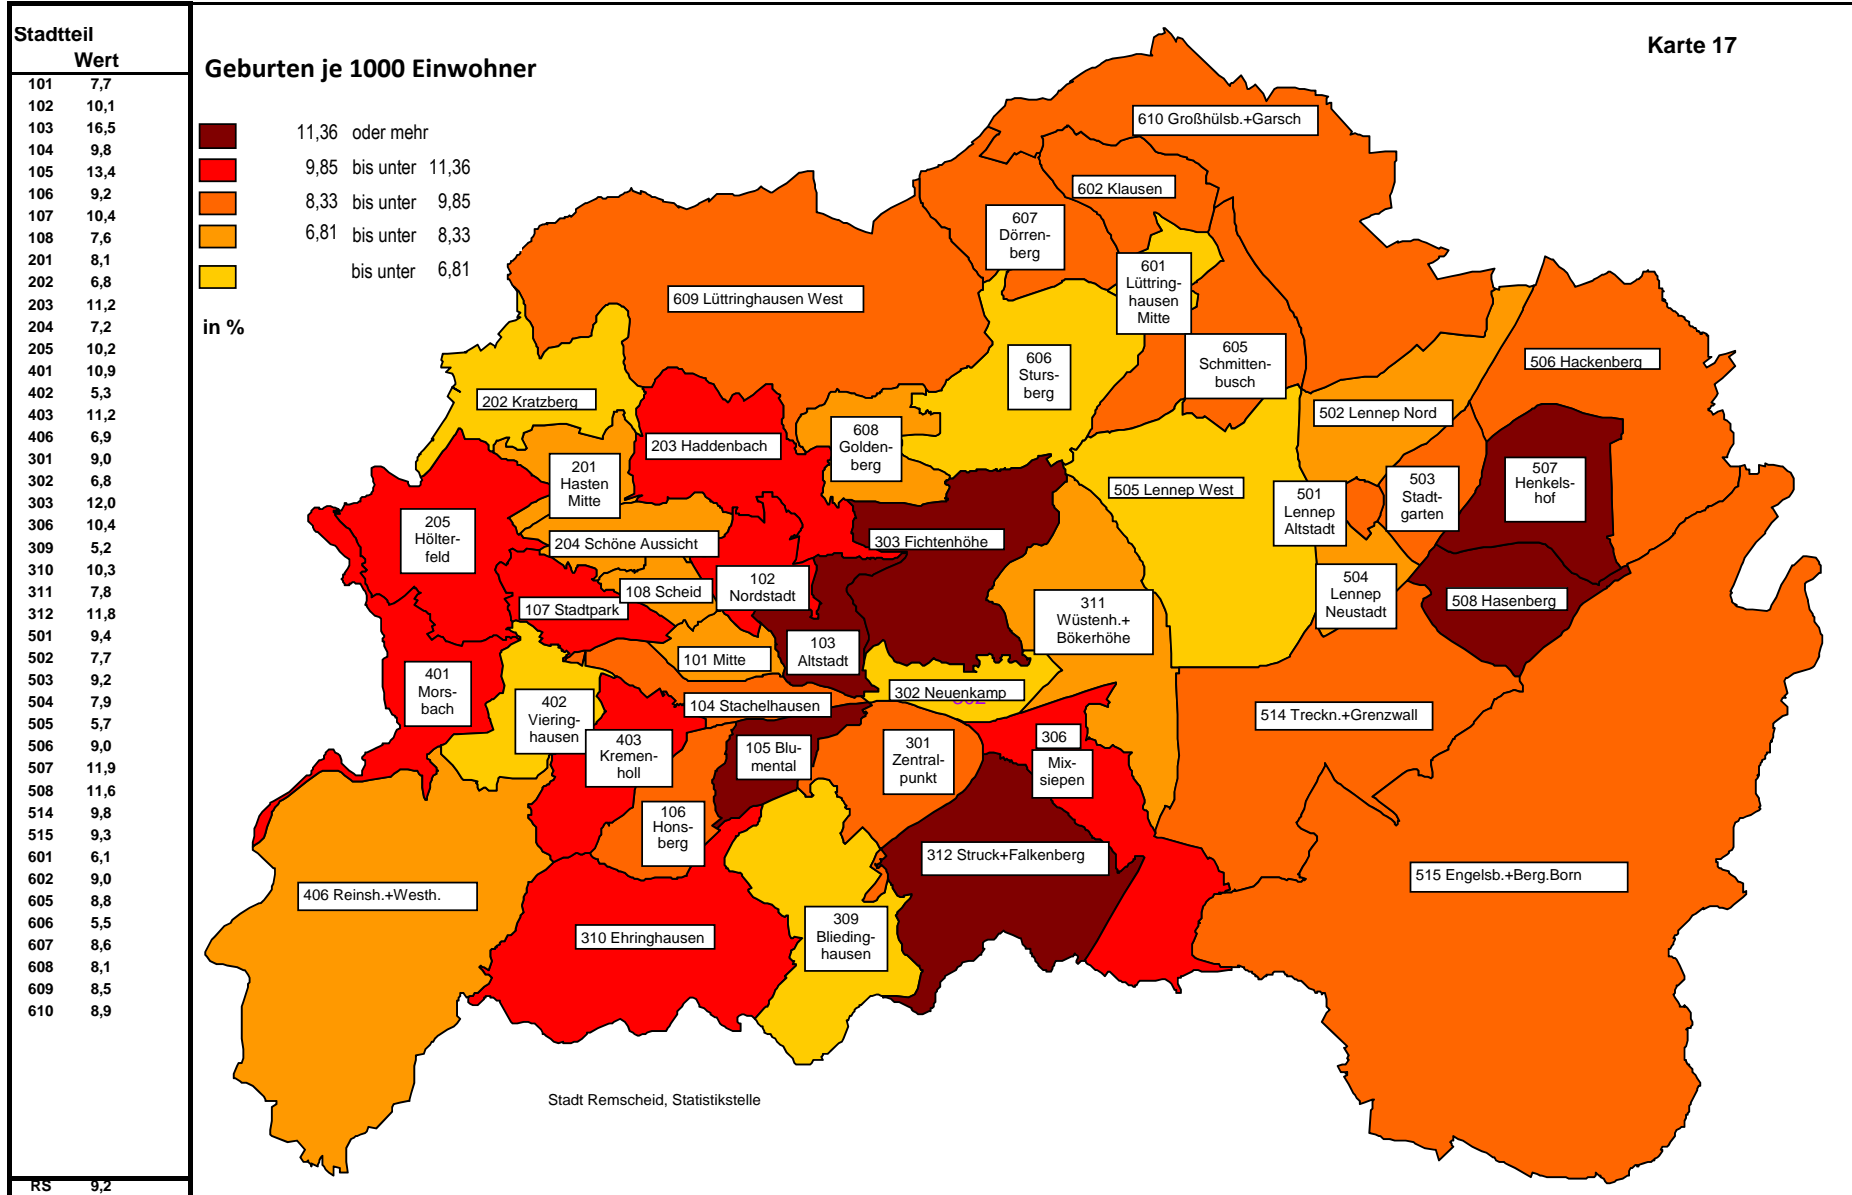 Stadtteil
Wert
101 7,7
102 10,1
103 16,5
104 9,8
105 13,4
106 9,2
107 10,4
108 7,6
201 8,1
202 6,8
203 11,2
204 7,2
205 10,2
401 10,9
402 5,3
403 11,2
406 6,9
301 9,0
302 6,8
303 12,0
306 10,4
309 5,2
310 10,3
311 7,8
312 11,8
501 9,4
502 7,7
503 9,2
504 7,9
505 5,7
506 9,0
507 11,9
508 11,6
514 9,8
515 9,3
601 6,1
602 9,0
605 8,8
606 5,5
607 8,6
608 8,1
609 8,5
610 8,9
RS 9,2
Geburten je 1000 Einwohner
Karte 17
11,36 oder mehr
9,85 bis unter 11,36
8,33 bis unter 9,85
6,81 bis unter 8,33
bis unter 6,81
in %
610 Großhülsb.+Garsch
602 Klausen
607
Dörren-
berg
601
Lüttring-
hausen
Mitte
609 Lüttringhausen West
605
Schmitten-
busch
606
Sturs-
berg
506 Hackenberg
202 Kratzberg
502 Lennep Nord
203 Haddenbach
608
Golden-
berg
201
Hasten
Mitte
507
Henkels-
hof
503
Stadt-
garten
505 Lennep West
501
Lennep
Altstadt
205
Hölter-
feld
303 Fichtenhöhe
204 Schöne Aussicht
102
Nordstadt
108 Scheid
504
Lennep
Neustadt
508 Hasenberg
107 Stadtpark
311
Wüstenh.+
Bökerhöhe
103
Altstadt
101 Mitte
401
Mors-
bach
302 Neuenkamp
302
402
Viering-
hausen
104 Stachelhausen
514 Treckn.+Grenzwall
403
Kremen-
holl
105 Blu-
mental
301
Zentral-
punkt
306
Mix-
siepen
106
Hons-
berg
312 Struck+Falkenberg
515 Engelsb.+Berg.Born
406 Reinsh.+Westh.
309
Blieding-
hausen
310 Ehringhausen
Stadt Remscheid, Statistikstelle